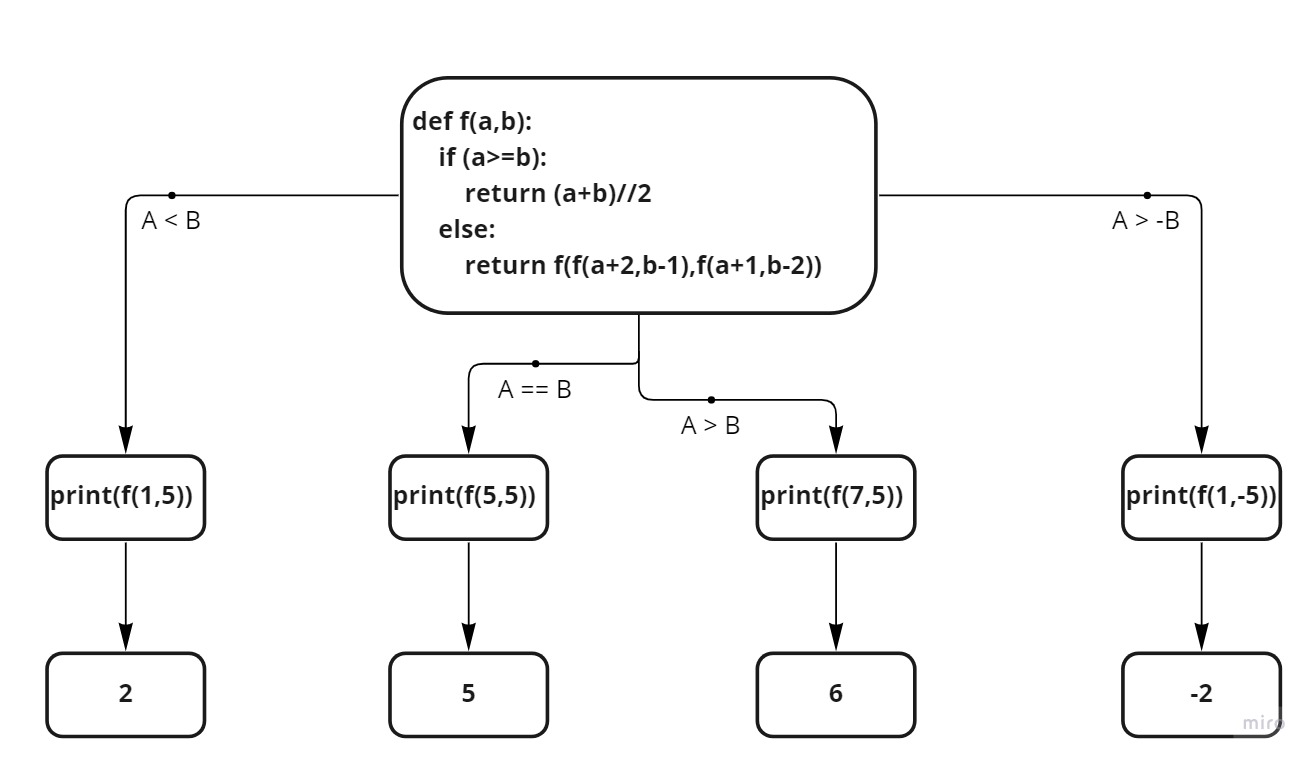 def f(a,b):
    if (a>=b):
        return (a+b)//2
    else:
        return f(f(a+2,b-1),f(a+1,b-2))
A < B
A > -B
A == B
A > B
print(f(1,5))
print(f(5,5))
print(f(7,5))
print(f(1,-5))
2
5
6
-2
miro